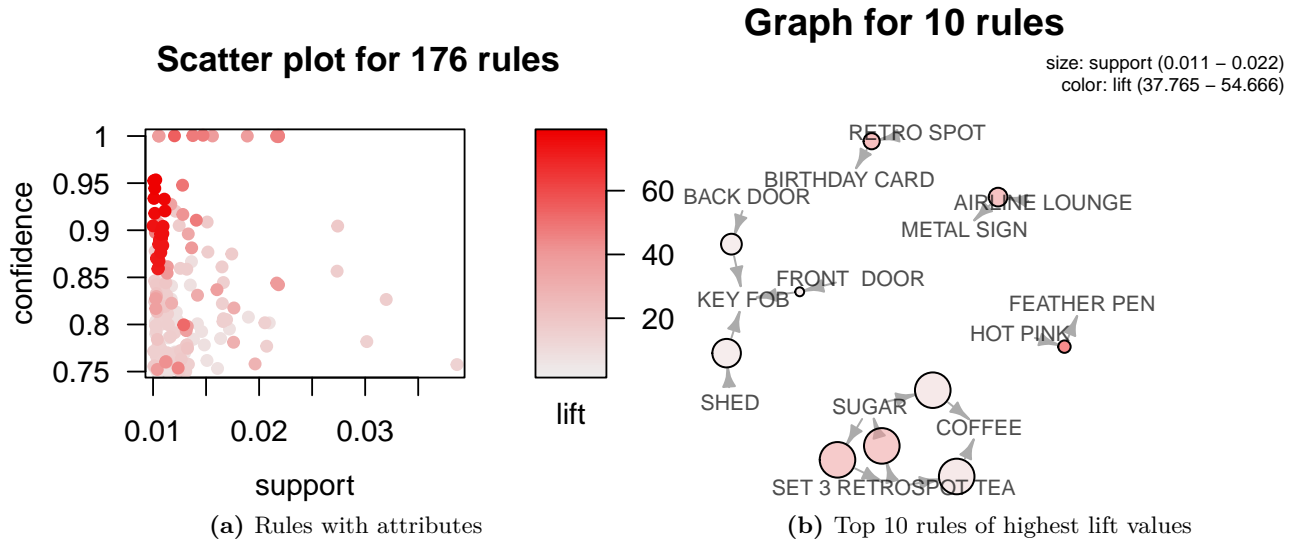 Scatter plot for 176 rules
1
0.95
0.9
0.85
0.8
0.75
confidence
0.01
0.02
0.03
support
60
40
20
lift
(a) Rules with attributes
Graph for 10 rules
size: support (0.011 − 0.022)
color: lift (37.765 − 54.666)
RETRO SPOT
BIRTHDAY CARD
BACK DOOR
AIRLINE LOUNGE
METAL SIGN
FRONT DOOR
KEY FOB
FEATHER PEN
HOT PINK
SHED
SUGAR
COFFEE
SET 3 RETROSPOT TEA
(b) Top 10 rules of highest lift values